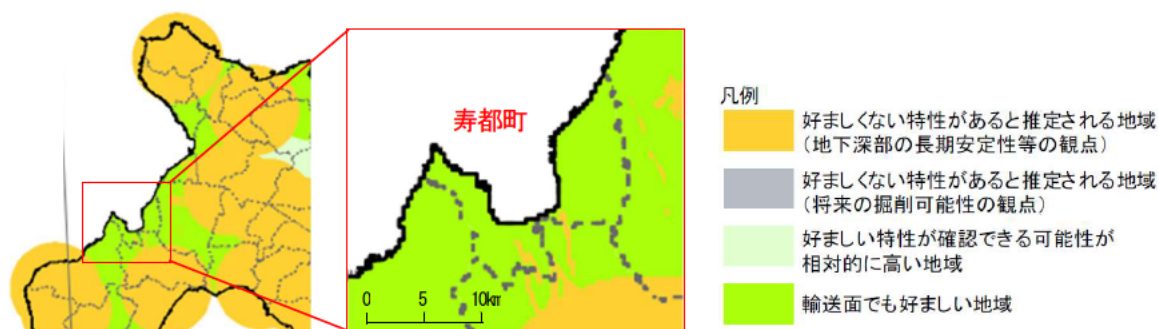 寿都町
0 5 10km
凡例
好ましくない特性があると推定される地域
（地下深部の長期安定性等の観点）
好ましくない特性があると推定される地域
（将来の掘削可能性の観点）
好ましい特性が確認できる可能性が
相対的に高い地域
輸送面でも好ましい地域